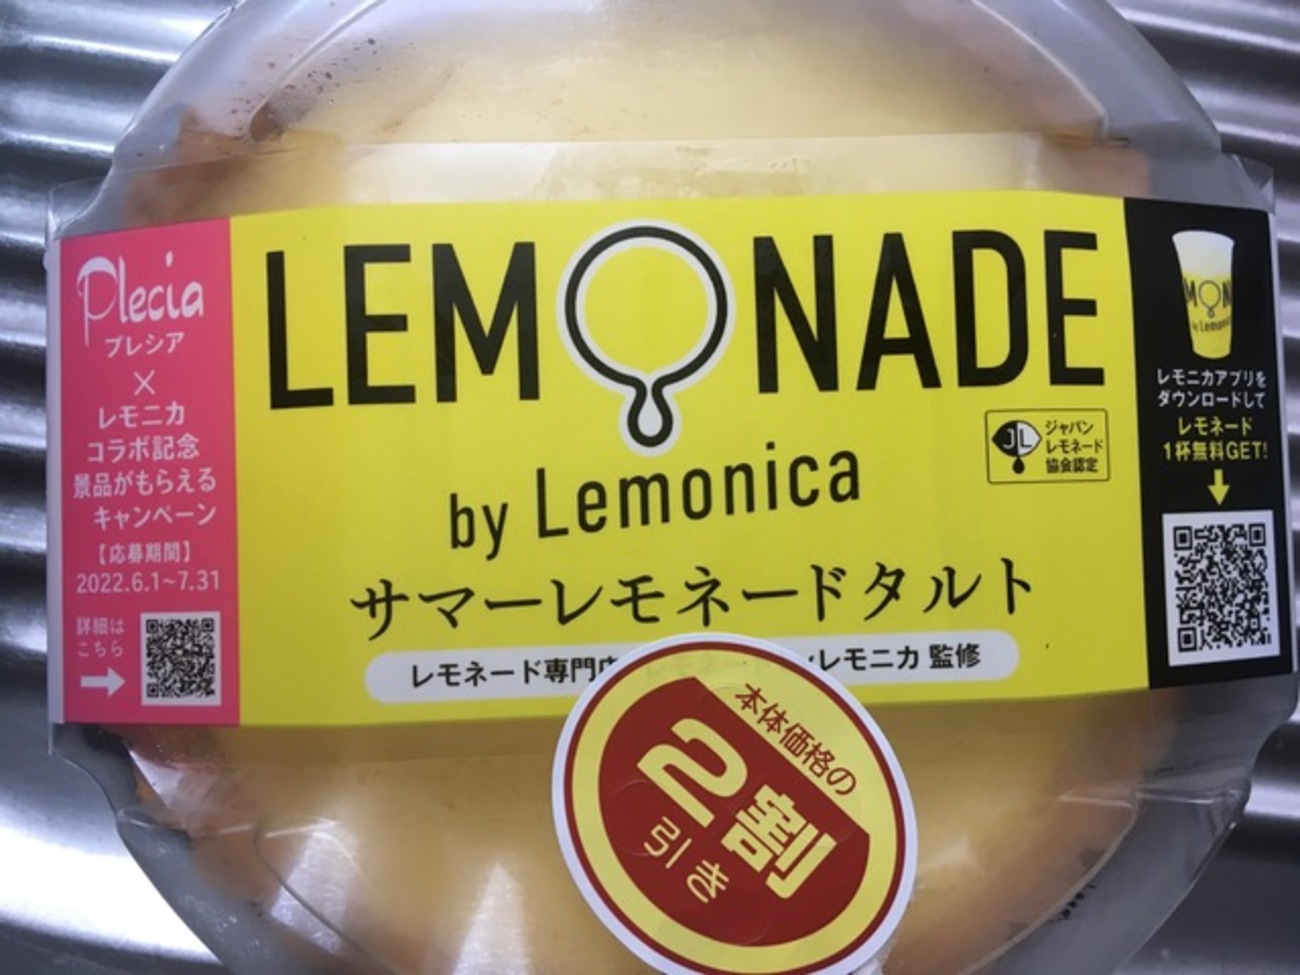 Plecia
プレシア
×
レモニカ
コラボ記念
景品がもらえる
キャンペーン
【応募期間】
2022.6.1~7.31
詳細は
こちら
LEMONADE
by Lemonica
サマーレモネードタルト
レモネード専門
レモニカ 監修
JL
ジャパン
レモネード
協会認定
本体価格の
2割
引き
MON
by Lemonic
レモニカアプリを
ダウンロードして
レモネード
1杯無料GET!